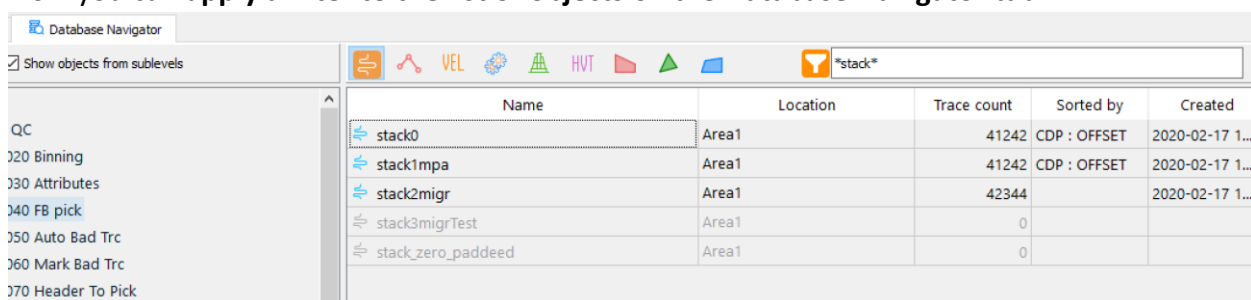 Database Navigator
Show objects from sublevels
VEL
HVT
*stack*
Name Location Trace count Sorted by Created
QC
stack0 Area1 41242 CDP : OFFSET 2020-02-17 1...
020 Binning
stack1mpa Area1 41242 CDP : OFFSET 2020-02-17 1...
030 Attributes
stack2migr Area1 42344 2020-02-17 1...
040 FB pick
stack3migrTest Area1 0
050 Auto Bad Trc
stack_zero_paddeed Area1 0
060 Mark Bad Trc
070 Header To Pick